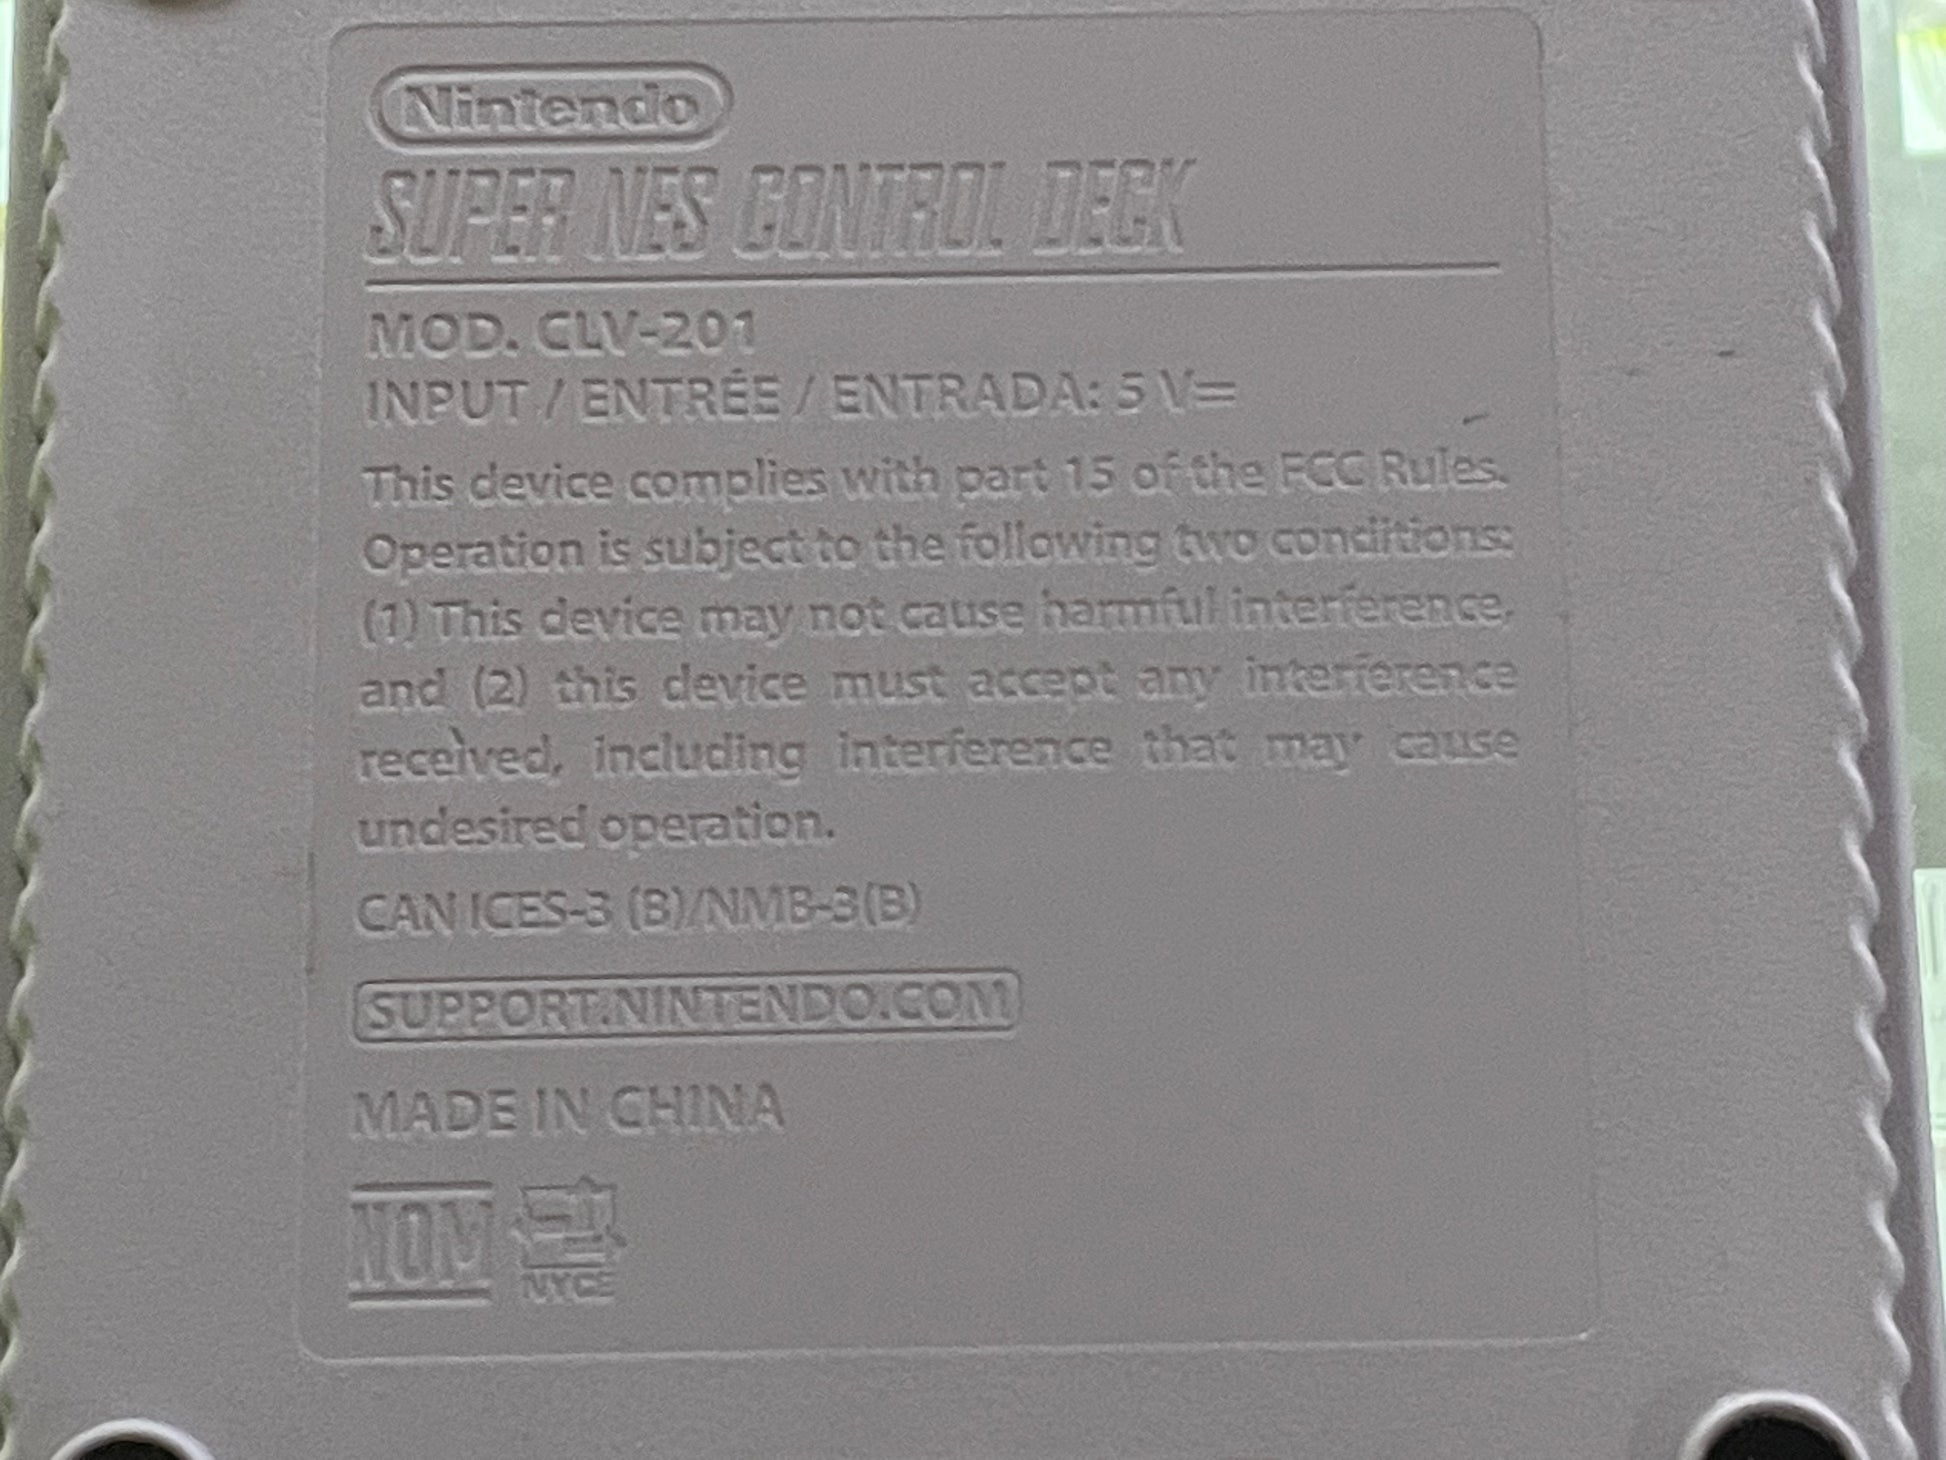 Nintendo
SUPER NES CONTROL DECK
MOD. CLV-201
INPUT / ENTRÉE / ENTRADA: 5 V⎓
This device complies with part 15 of the FCC Rules.
Operation is subject to the following two conditions:
(1) This device may not cause harmful interference,
and (2) this device must accept any interference
received, including interference that may cause
undesired operation.
CAN ICES-3 (B)/NMB-3(B)
SUPPORT.NINTENDO.COM
MADE IN CHINA
NOM
NYCE